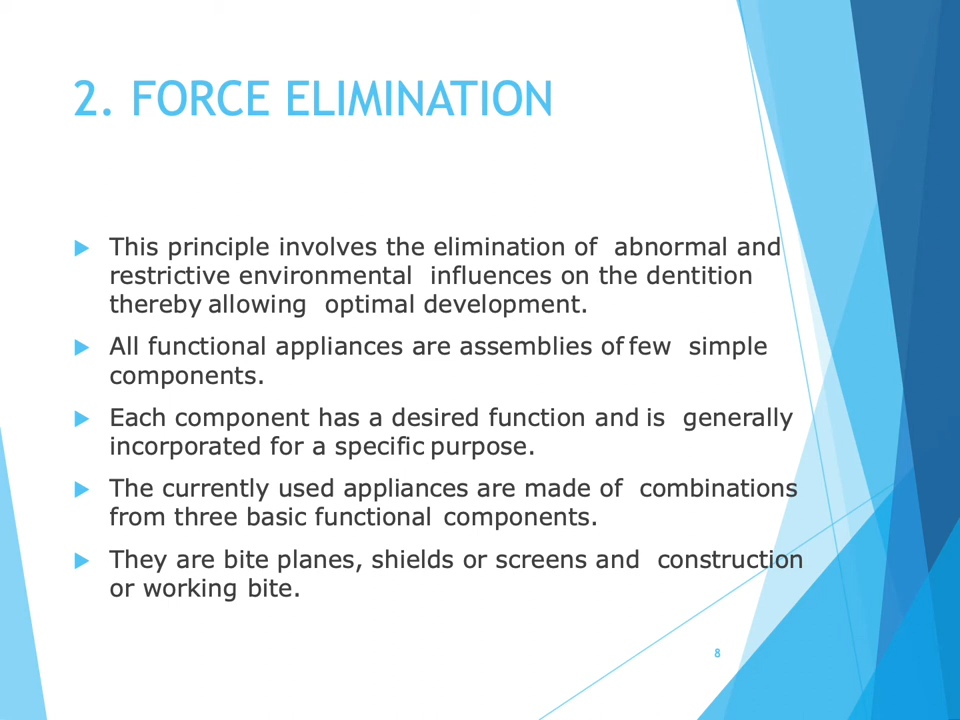 2. FORCE ELIMINATION
This principle involves the elimination of abnormal and
restrictive environmental influences on the dentition
thereby allowing optimal development.
All functional appliances are assemblies of few simple
components.
Each component has a desired function and is generally
incorporated for a specific purpose.
The currently used appliances are made of combinations
from three basic functional components.
They are bite planes, shields or screens and construction
or working bite.
8